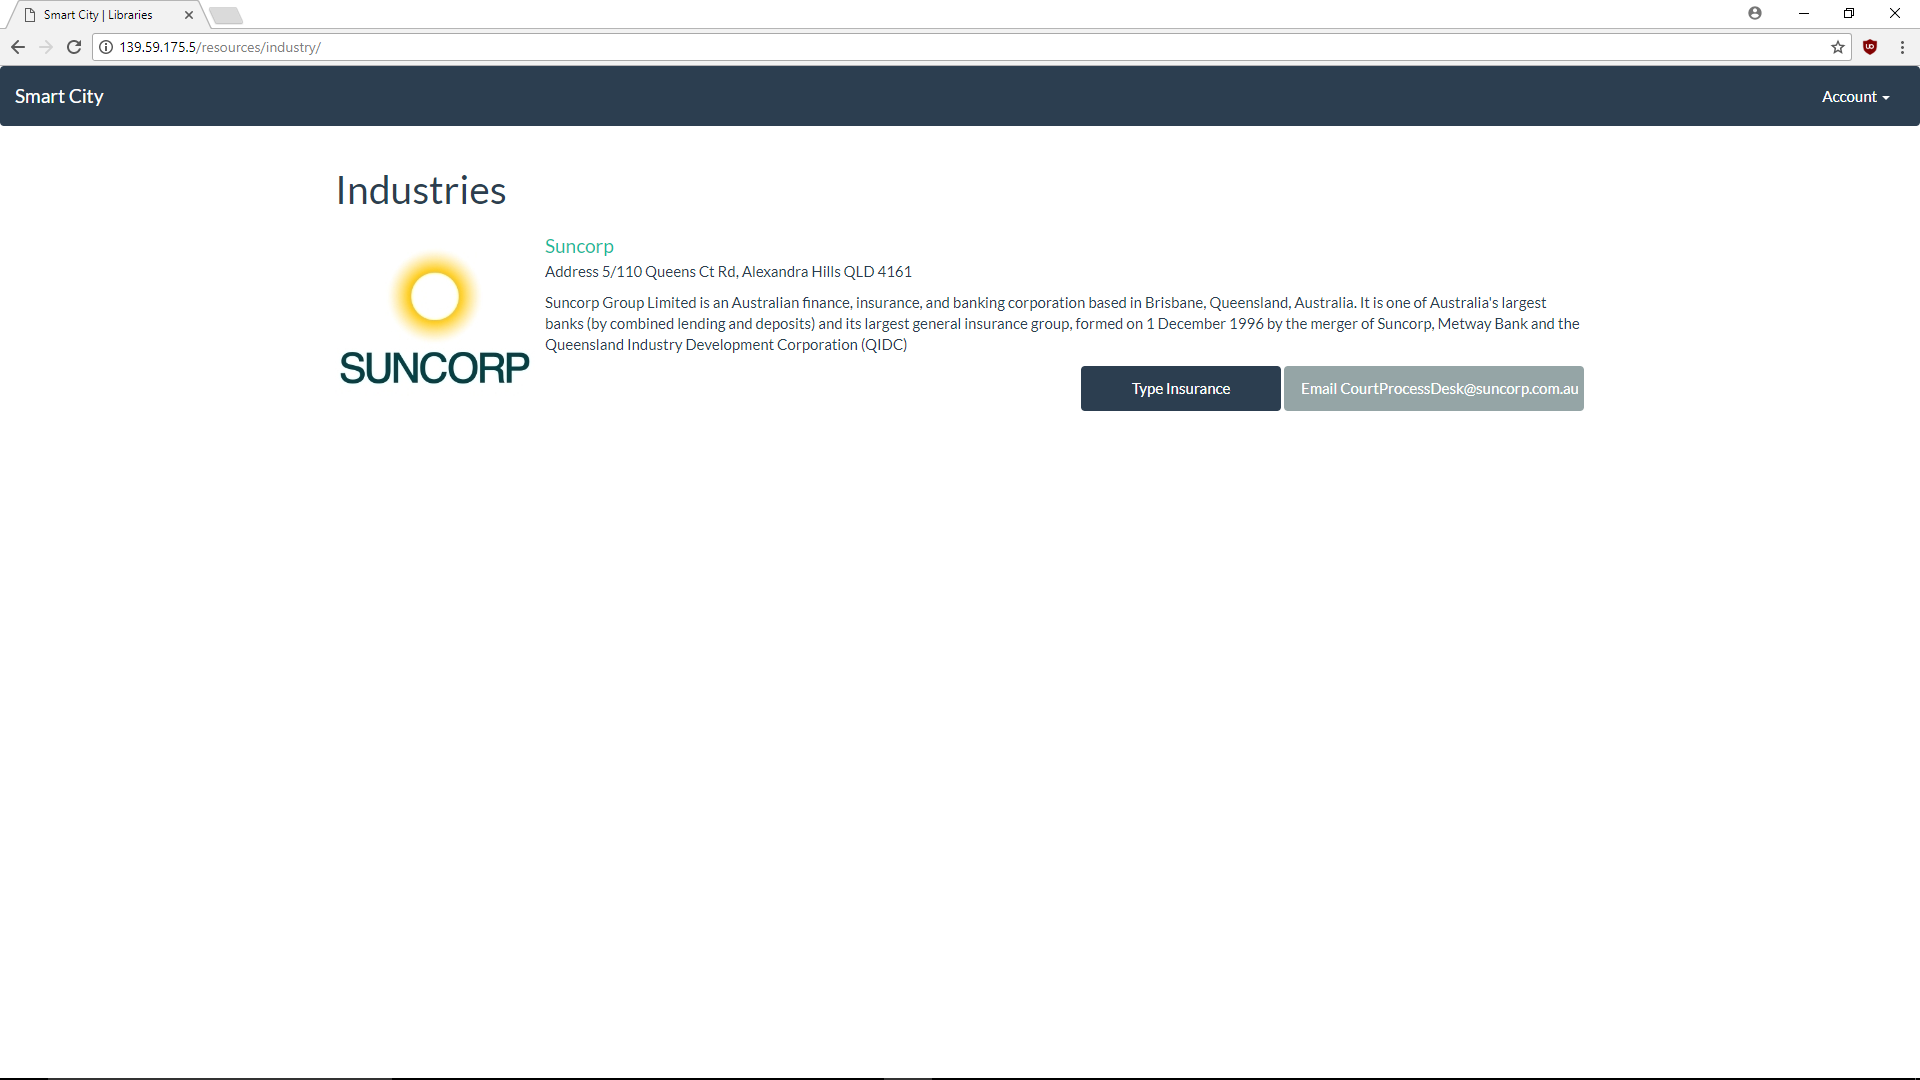 Smart City | Libraries
139.59.175.5/resources/industry/
Smart City
Account
Industries
SUNCORP
Suncorp
Address 5/110 Queens Ct Rd, Alexandra Hills QLD 4161
Suncorp Group Limited is an Australian finance, insurance, and banking corporation based in Brisbane, Queensland, Australia. It is one of Australia's largest
banks (by combined lending and deposits) and its largest general insurance group, formed on 1 December 1996 by the merger of Suncorp, Metway Bank and the
Queensland Industry Development Corporation (QIDC)
Type Insurance
Email CourtProcessDesk@suncorp.com.au